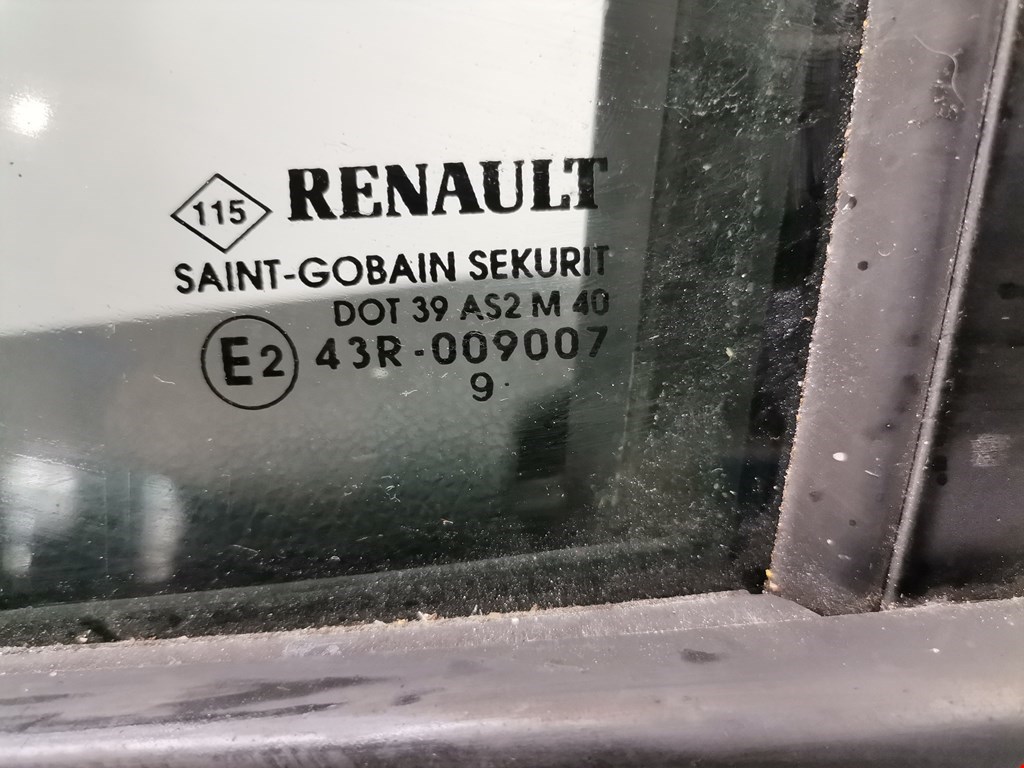 115 RENAULT
SAINT-GOBAIN SEKURIT
DOT 39 AS2 M 40
E2 43R-009007
9.